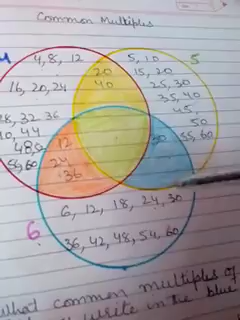 Common Multiples
4
4, 8, 12
16, 20, 24
28, 32, 36
40, 44
48, 52
56, 60
20
40
5
5, 10
15, 20
25, 30
35, 40
45,
50
55, 60
12
24
36
6
6, 12, 18, 24, 30
36, 42, 48, 54, 60
What common multiples of
write in the blue